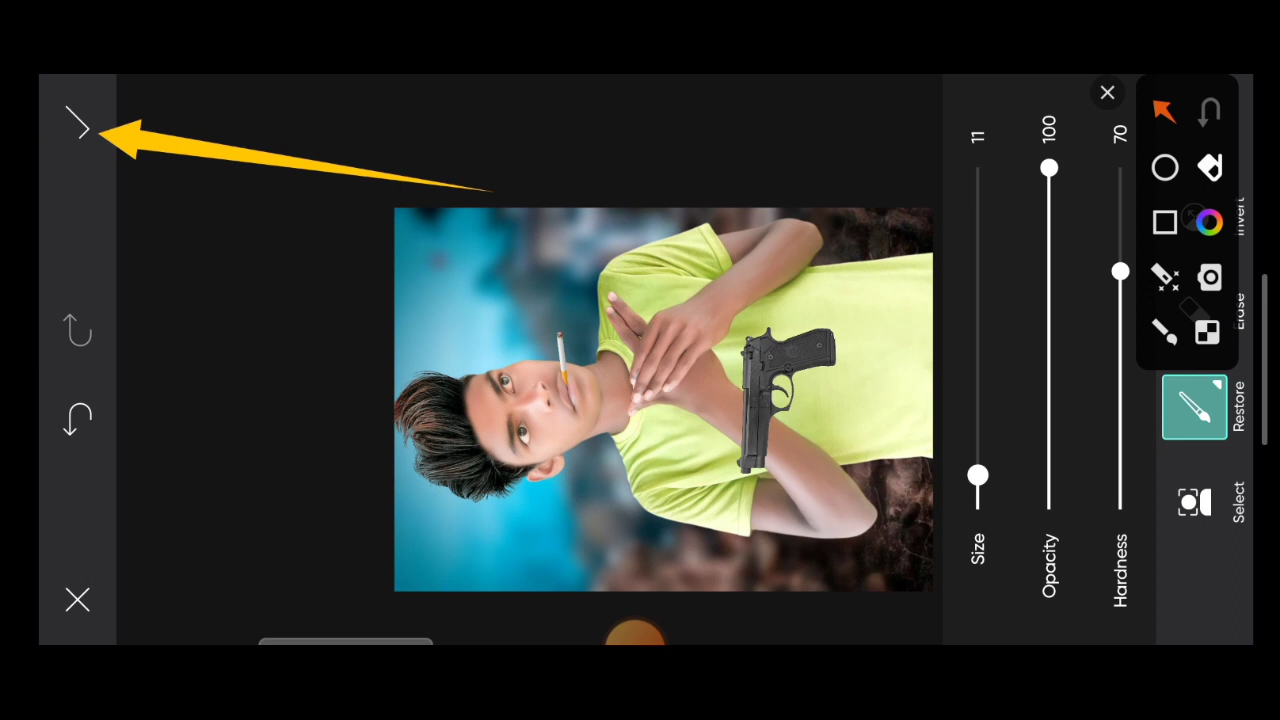 Size
11
Opacity
100
Hardness
70
Invert
Erase
Restore
Select